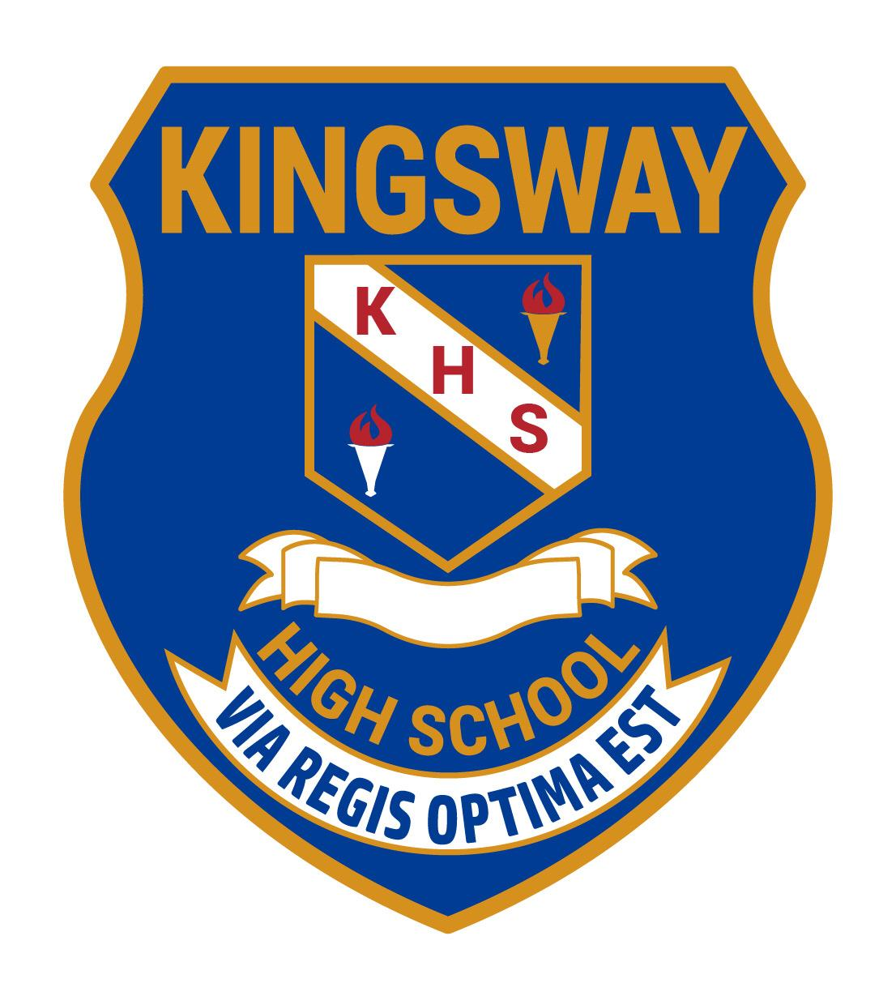 KINGSWAY
K
H
S
HIGH SCHOOL
VIA REGIS OPTIMA EST